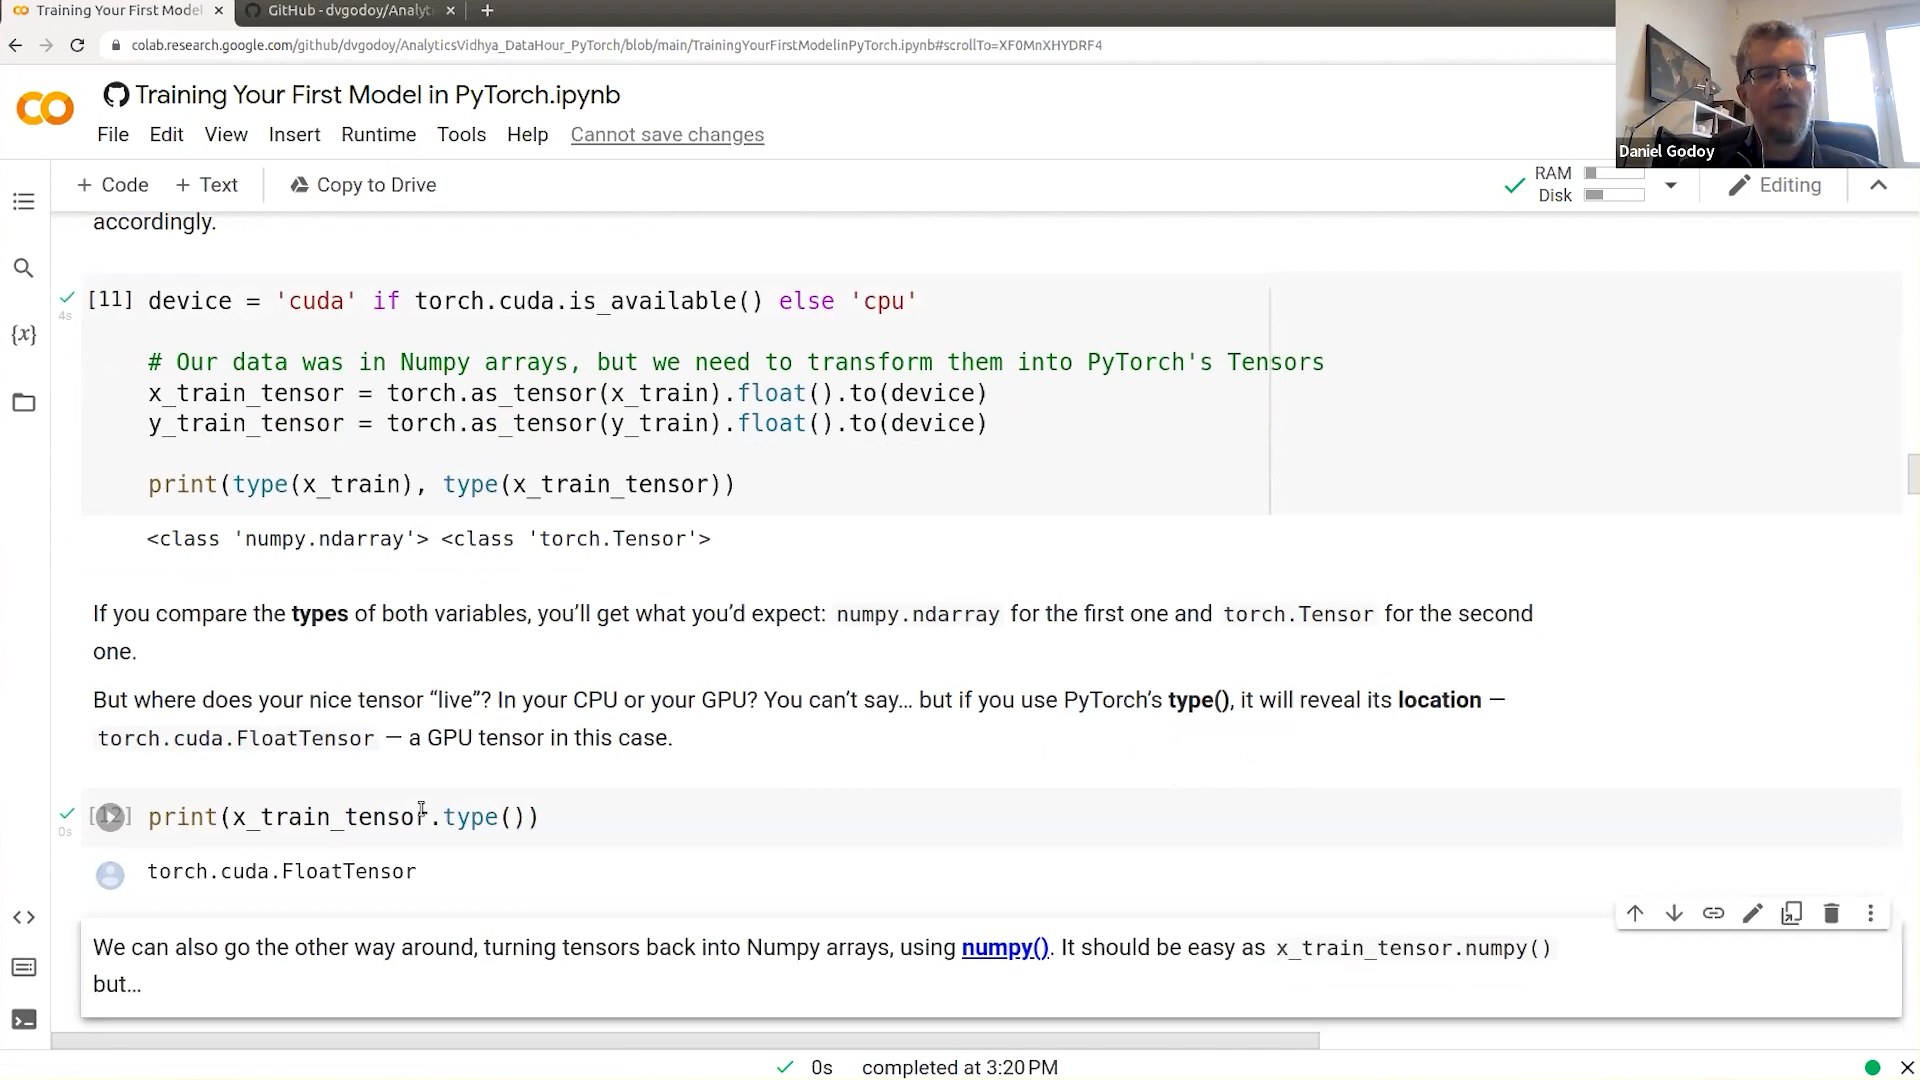 Training Your First Model
GitHub - dvgodoy/Analyt
colab.research.google.com/github/dvgodoy/AnalyticsVidhya_DataHour_PyTorch/blob/main/TrainingYourFirstModelinPyTorch.ipynb#scrollTo=XF0MnXHYDRF4
Training Your First Model in PyTorch.ipynb
File Edit View Insert Runtime Tools Help Cannot save changes
Daniel Godoy
+ Code + Text Copy to Drive
RAM
Disk
Editing
accordingly.
4s
[11] device = 'cuda' if torch.cuda.is_available() else 'cpu'
# Our data was in Numpy arrays, but we need to transform them into PyTorch's Tensors
x_train_tensor = torch.as_tensor(x_train).float().to(device)
y_train_tensor = torch.as_tensor(y_train).float().to(device)
print(type(x_train), type(x_train_tensor))
<class 'numpy.ndarray'> <class 'torch.Tensor'>
If you compare the types of both variables, you’ll get what you’d expect: numpy.ndarray for the first one and torch.Tensor for the second
one.
But where does your nice tensor “live”? In your CPU or your GPU? You can’t say… but if you use PyTorch’s type(), it will reveal its location —
torch.cuda.FloatTensor — a GPU tensor in this case.
0s
[12] print(x_train_tensor.type())
torch.cuda.FloatTensor
We can also go the other way around, turning tensors back into Numpy arrays, using numpy(). It should be easy as x_train_tensor.numpy()
but…
0s completed at 3:20 PM